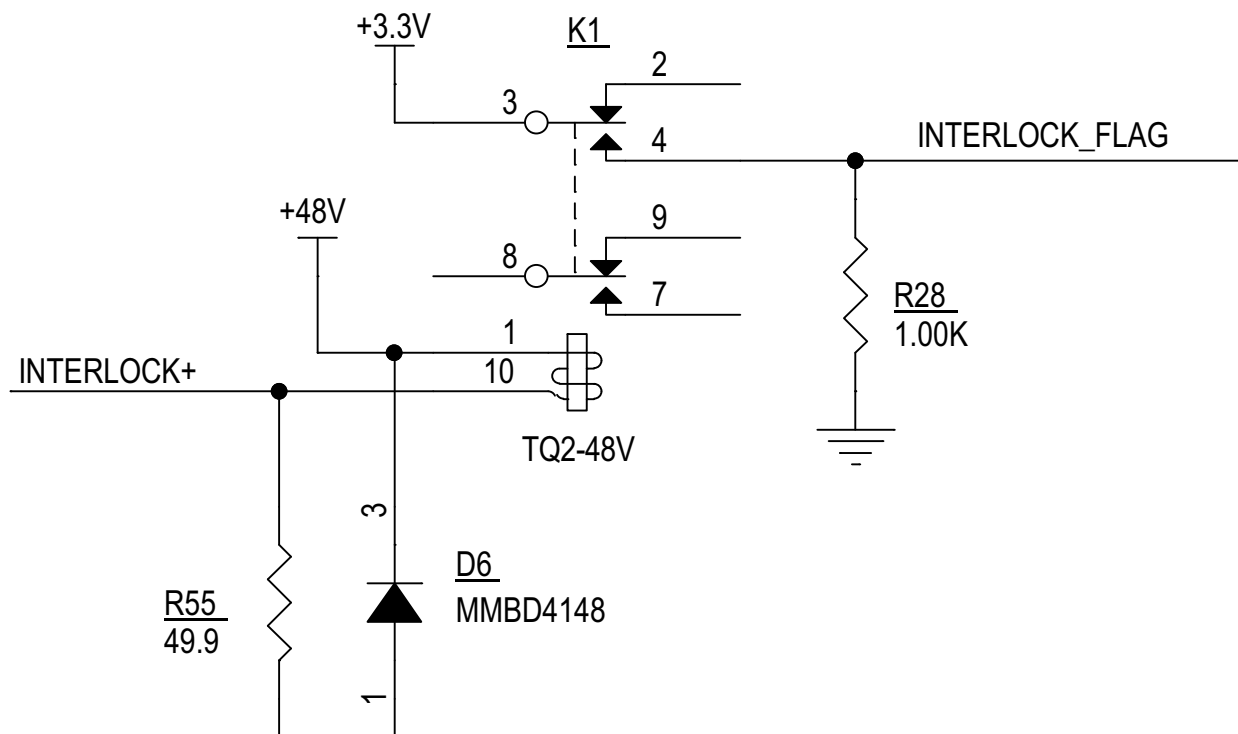 +3.3V
K1
2
3
4
INTERLOCK_FLAG
+48V
9
8
7
R28
1.00K
1
INTERLOCK+
10
TQ2-48V
3
D6
MMBD4148
R55
49.9
1